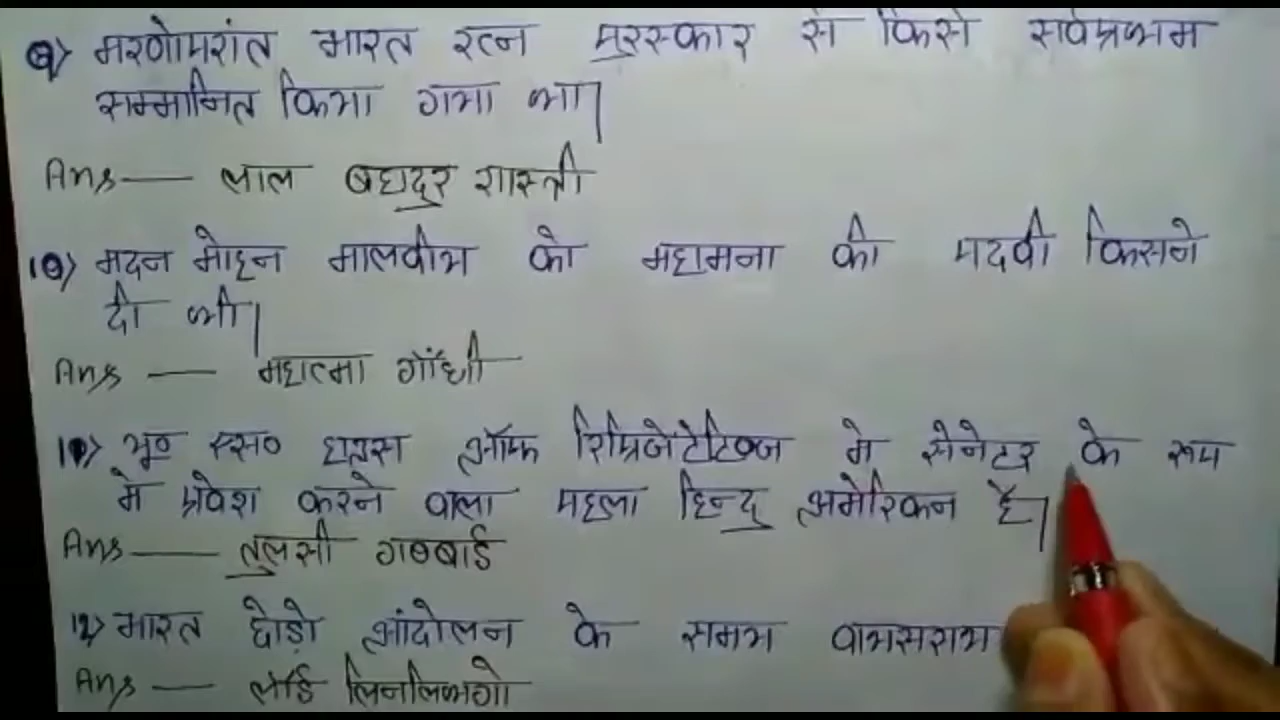 9> मरणोपरांत भारत रत्न पुरस्कार से किसे सर्वप्रथम
सम्मानित किया गया था।
Ans — लाल बहादुर शास्त्री
10> मदन मोहन मालवीय को महामना की पदवी किसने
दी थी।
Ans — महात्मा गाँधी
11> यू० एस० हाउस ऑफ रिप्रिजेंटेटिव्ज मे सेनेटर के रूप
मे प्रवेश करने वाला पहला हिन्दु अमेरिकन है।
Ans — तुलसी गब्बार्ड
12> भारत छोड़ो आंदोलन के समय वायसराय
Ans — लॉर्ड लिनलिथगो